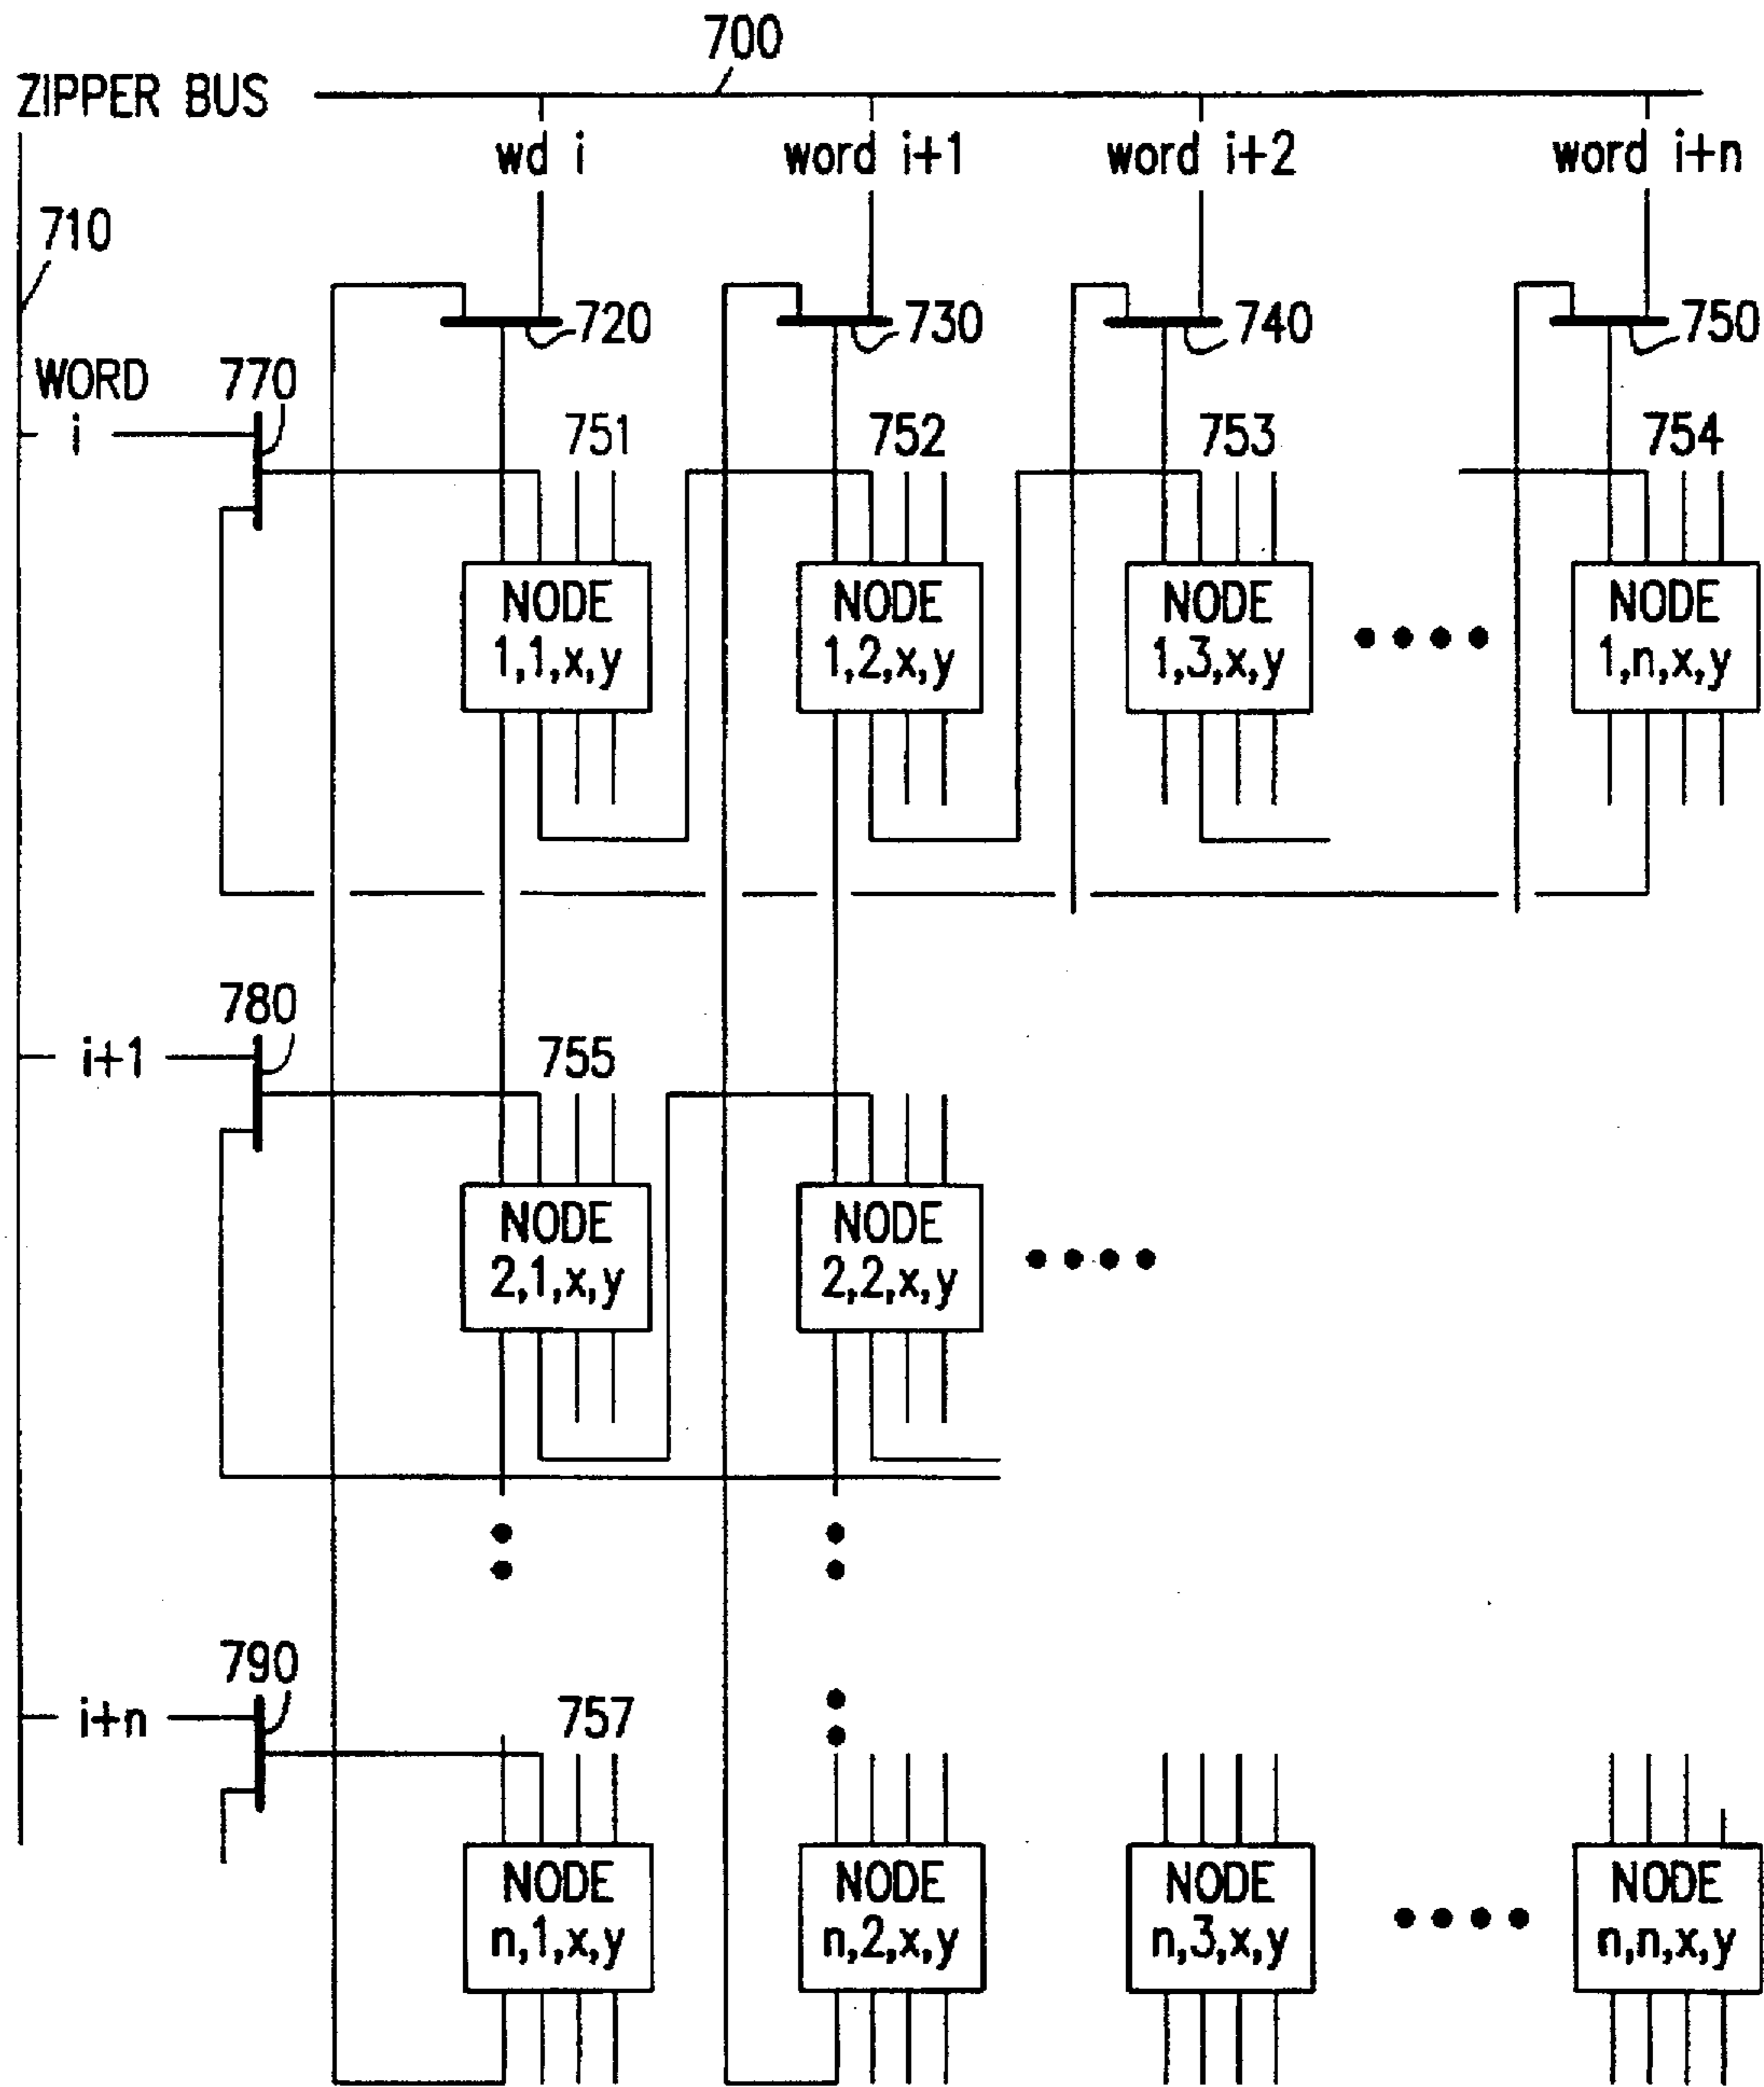 700
ZIPPER BUS
wd i
word i+1
word i+2
word i+n
710
720
730
740
750
WORD
i
770
751
752
753
754
NODE
1,1,x,y
NODE
1,2,x,y
NODE
1,3,x,y
NODE
1,n,x,y
780
i+1
755
NODE
2,1,x,y
NODE
2,2,x,y
790
i+n
757
NODE
n,1,x,y
NODE
n,2,x,y
NODE
n,3,x,y
NODE
n,n,x,y